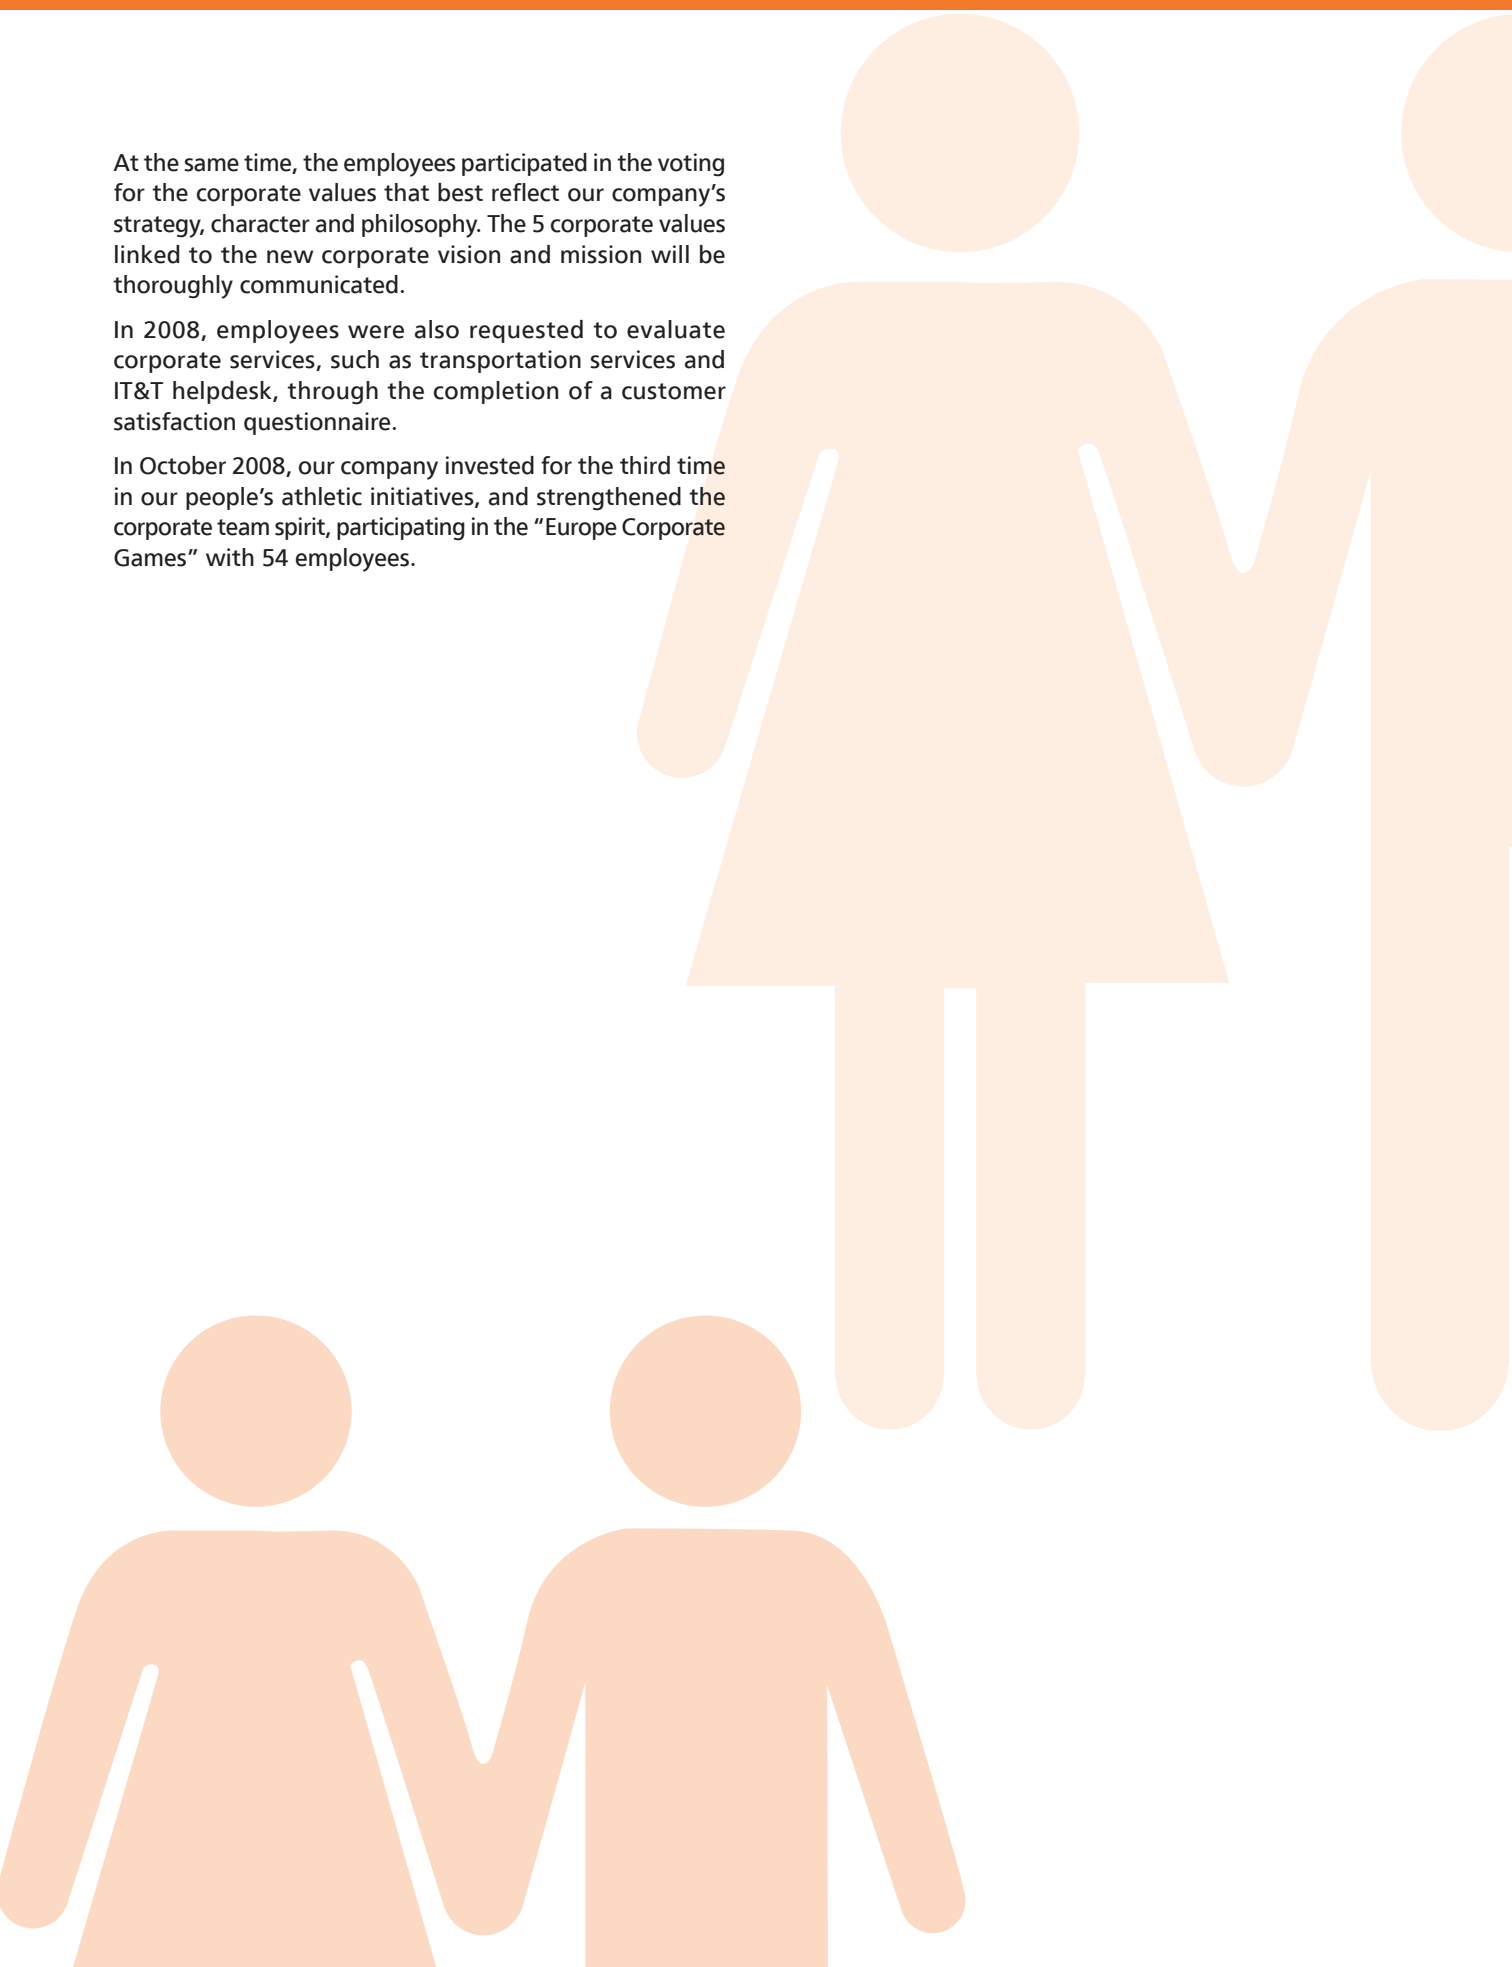 At the same time, the employees participated in the voting
for the corporate values that best reflect our company’s
strategy, character and philosophy. The 5 corporate values
linked to the new corporate vision and mission will be
thoroughly communicated.
In 2008, employees were also requested to evaluate
corporate services, such as transportation services and
IT&T helpdesk, through the completion of a customer
satisfaction questionnaire.
In October 2008, our company invested for the third time
in our people’s athletic initiatives, and strengthened the
corporate team spirit, participating in the “Europe Corporate
Games” with 54 employees.